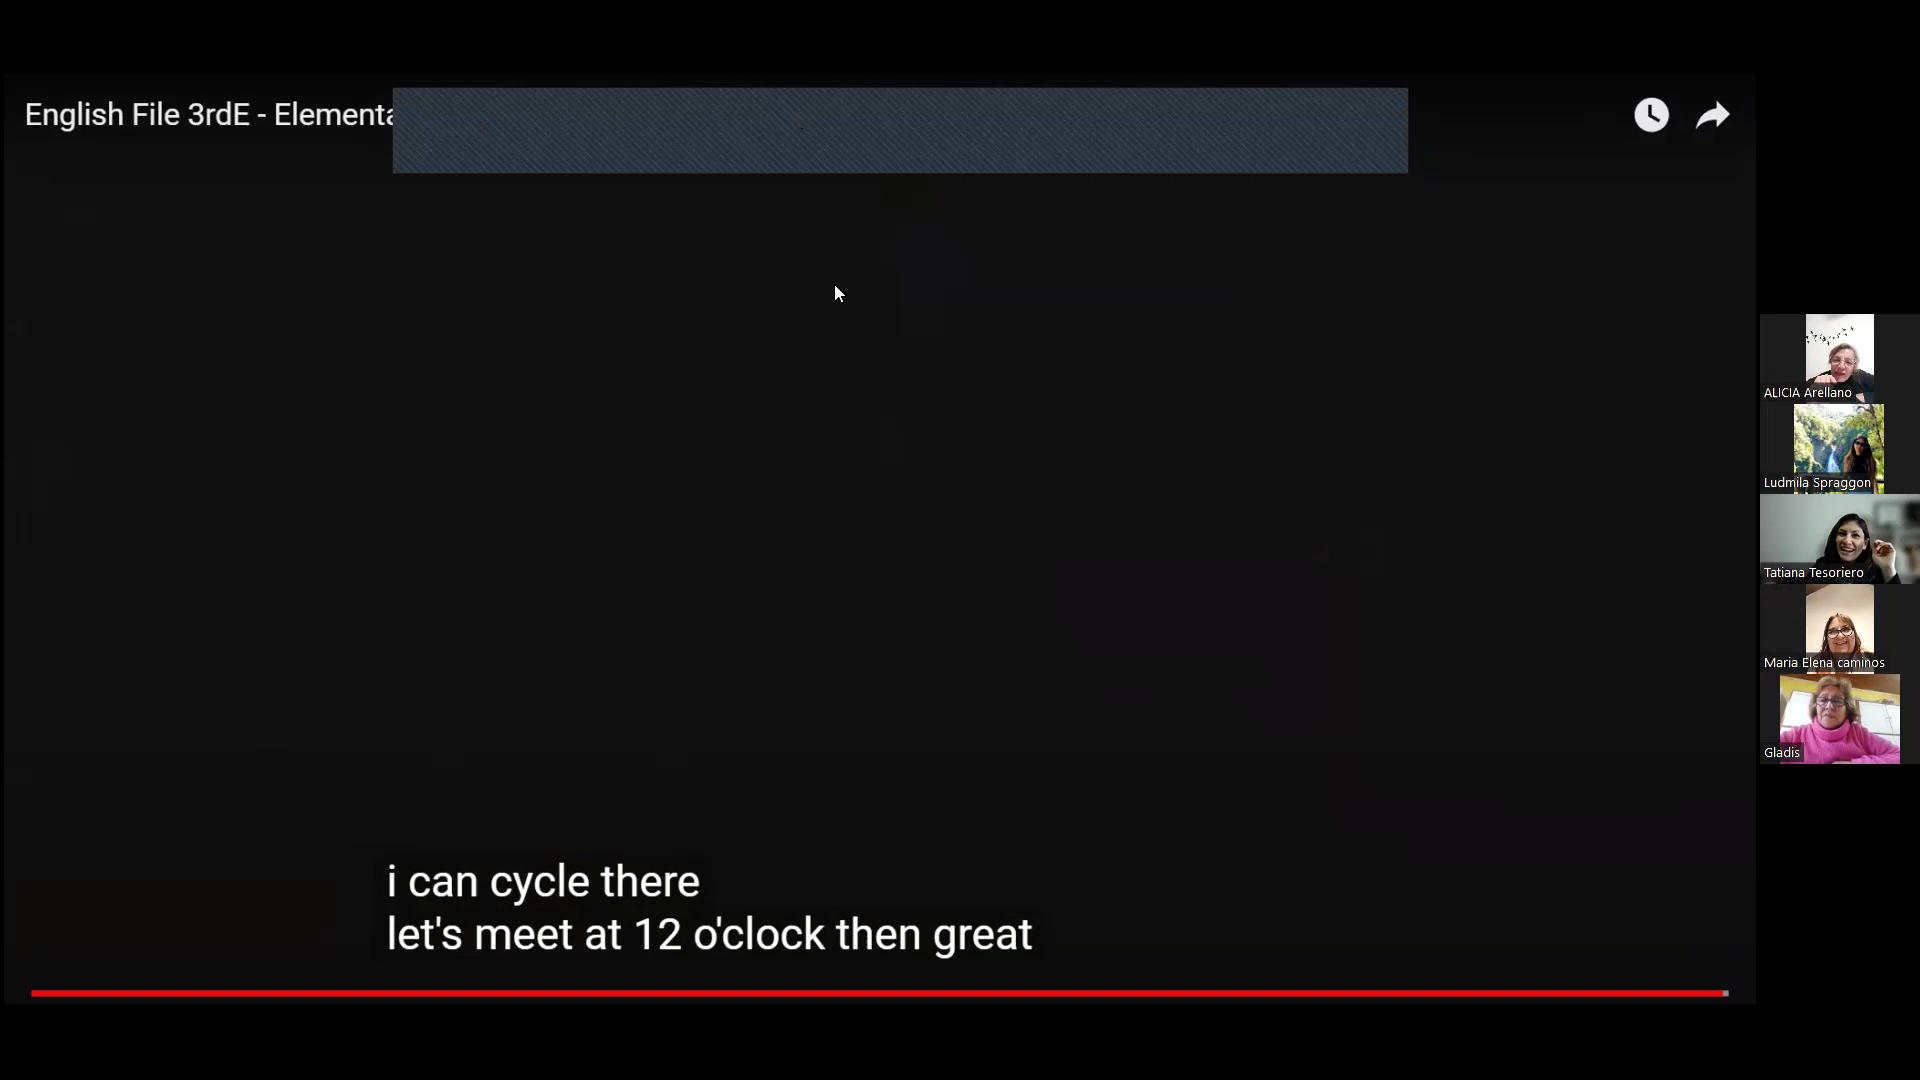 English File 3rdE - Elementa
i can cycle there
let's meet at 12 o'clock then great
ALICIA Arellano
Ludmila Spraggon
Tatiana Tesoriero
Maria Elena caminos
Gladis